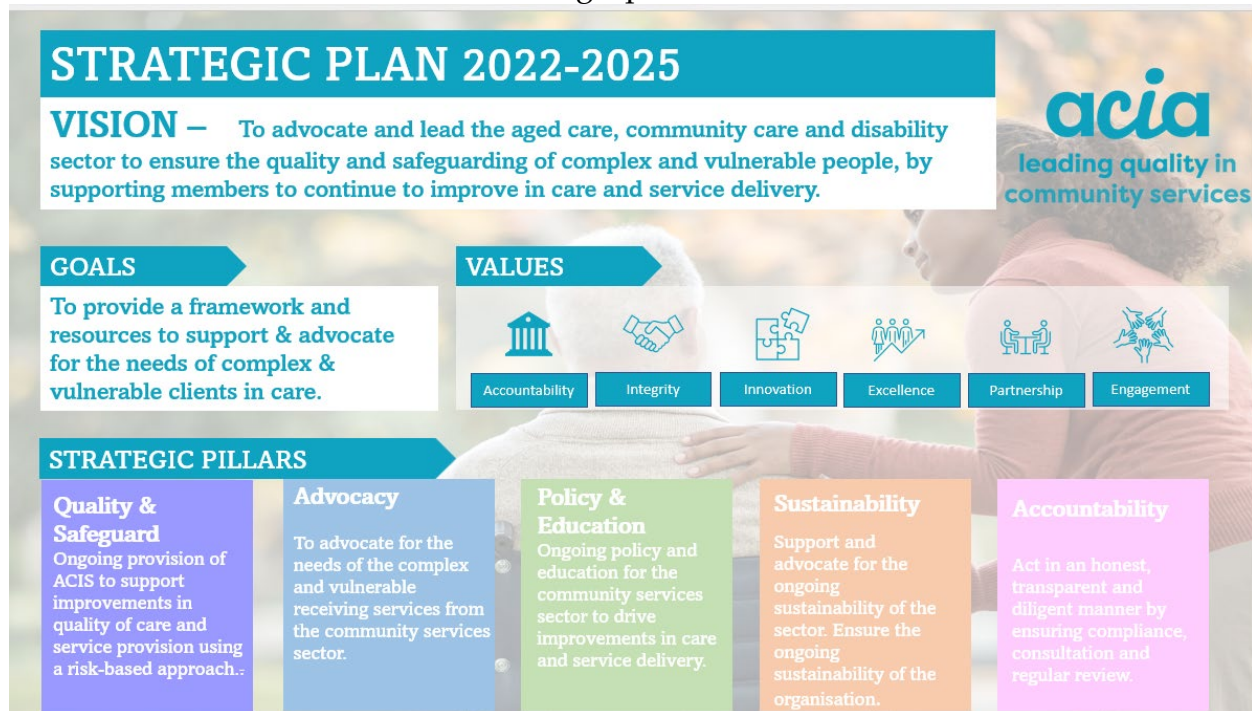 STRATEGIC PLAN 2022-2025
VISION – To advocate and lead the aged care, community care and disability
sector to ensure the quality and safeguarding of complex and vulnerable people, by
supporting members to continue to improve in care and service delivery.
acia
leading quality in
community services
GOALS
To provide a framework and
resources to support & advocate
for the needs of complex &
vulnerable clients in care.
VALUES
Accountability
Integrity
Innovation
Excellence
Partnership
Engagement
STRATEGIC PILLARS
Quality &
Safeguard
Ongoing provision of
ACIS to support
improvements in
quality of care and
service provision using
a risk-based approach..
Advocacy
To advocate for the
needs of the complex
and vulnerable
receiving services from
the community services
sector.
Policy &
Education
Ongoing policy and
education for the
community services
sector to drive
improvements in care
and service delivery.
Sustainability
Support and
advocate for the
ongoing
sustainability of the
sector. Ensure the
ongoing
sustainability of the
organisation.
Accountability
Act in an honest,
transparent and
diligent manner by
ensuring compliance,
consultation and
regular review.